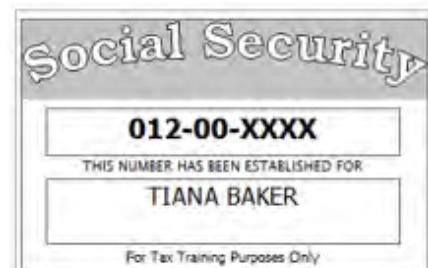 Social Security
012-00-XXXX
THIS NUMBER HAS BEEN ESTABLISHED FOR
TIANA BAKER
For Tax Training Purposes Only